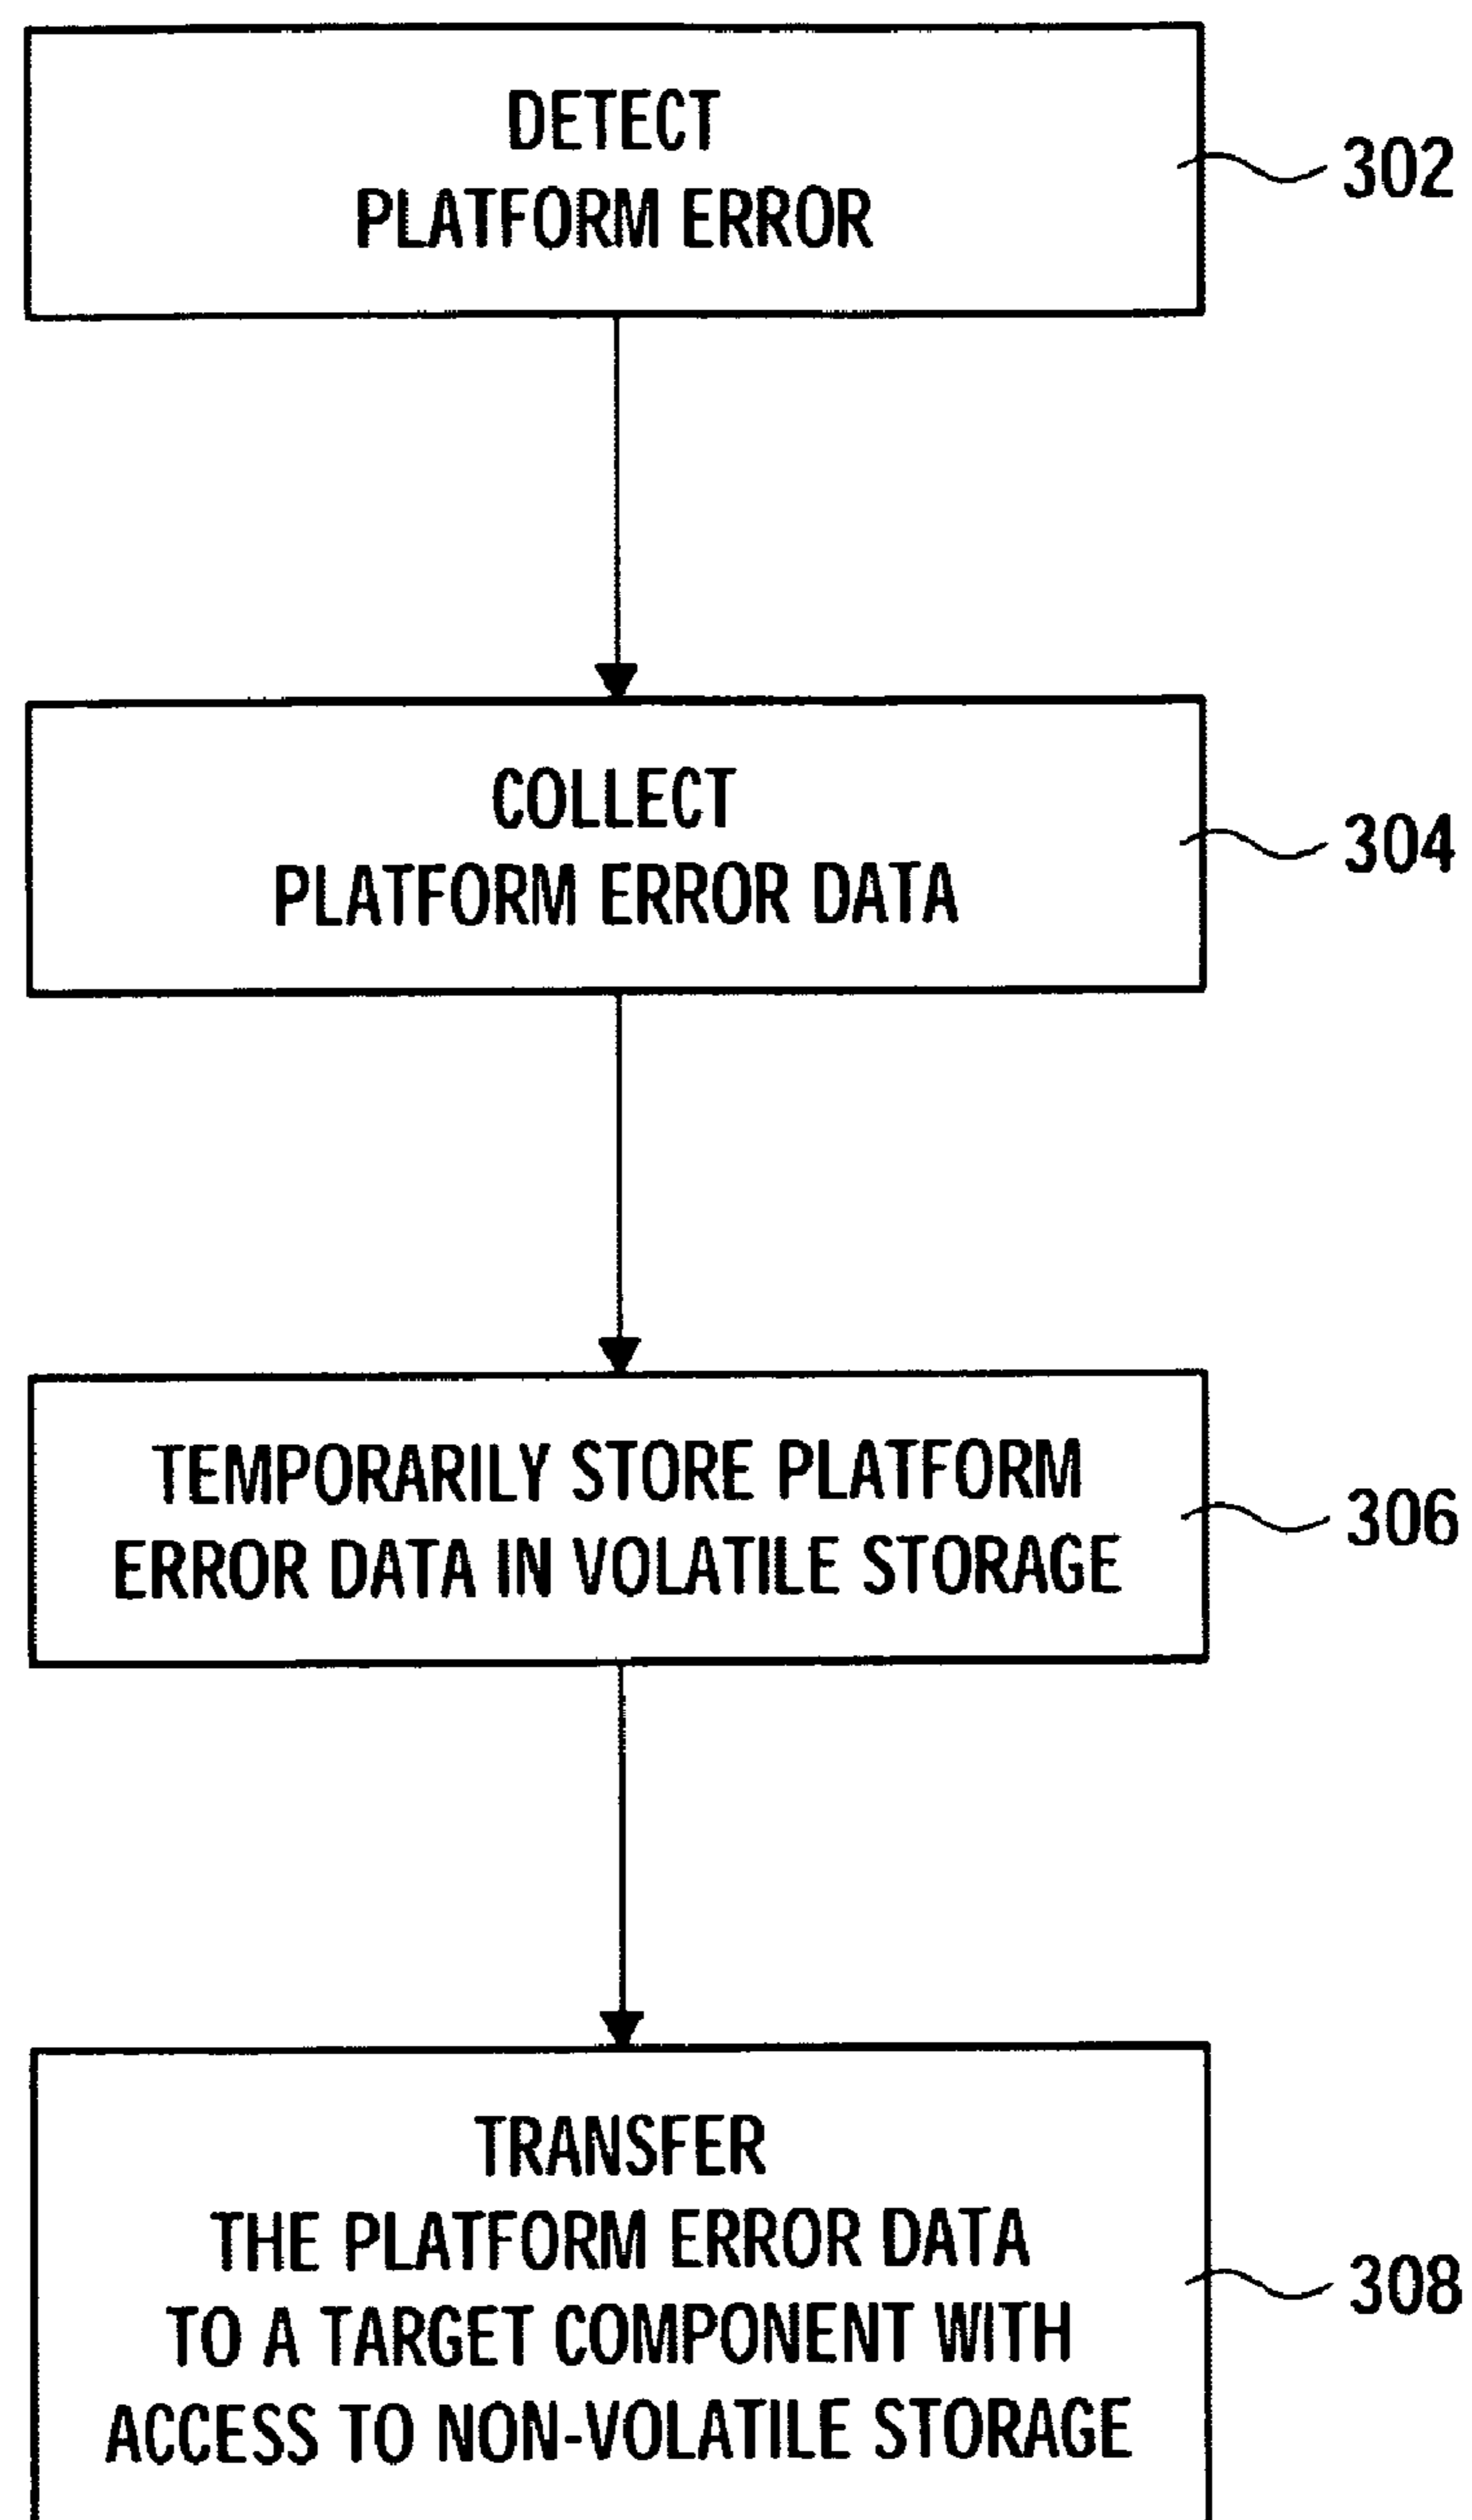 DETECT
PLATFORM ERROR
302
COLLECT
PLATFORM ERROR DATA
304
TEMPORARILY STORE PLATFORM
ERROR DATA IN VOLATILE STORAGE
306
TRANSFER
THE PLATFORM ERROR DATA
TO A TARGET COMPONENT WITH
ACCESS TO NON-VOLATILE STORAGE
308